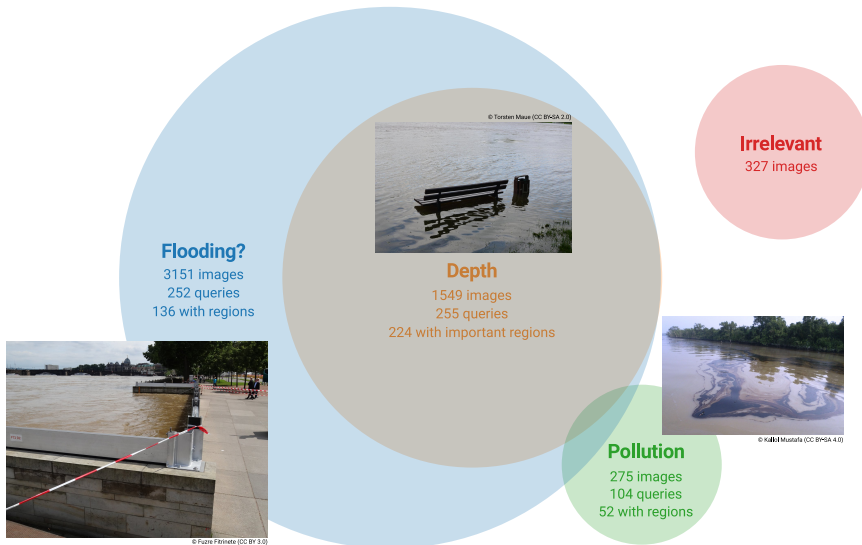 © Torsten Maue (CC BY-SA 2.0)
Irrelevant
327 images
Flooding?
3151 images
252 queries
136 with regions
Depth
1549 images
255 queries
224 with important regions
© Kallol Mustafa (CC BY-SA 4.0)
Pollution
275 images
104 queries
52 with regions
© Fuzre Fitrinete (CC BY 3.0)